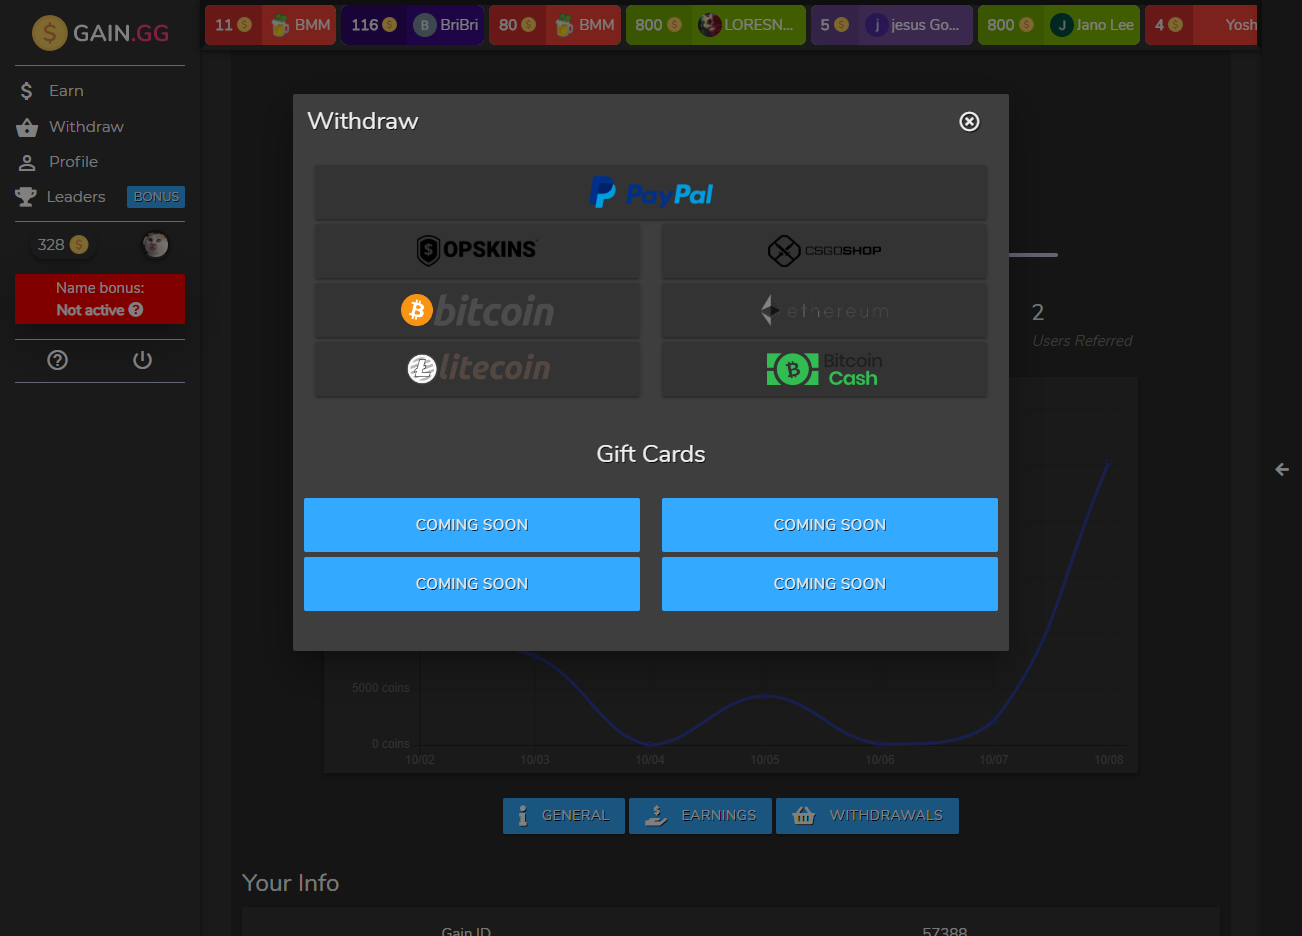 GAIN.GG
11 $ BMM 116 $ B BriBri 80 $ BMM 800 $ LORESN... 5 $ j jesus Go... 800 $ J Jano Lee 4 $ Yosh
Earn
Withdraw
Profile
Leaders BONUS
328 $
Name bonus:
Not active ?
Withdraw
PayPal
OPSKINS CSGOSHOP
bitcoin ethereum
litecoin Bitcoin
Cash
Gift Cards
COMING SOON COMING SOON
COMING SOON COMING SOON
2
Users Referred
5000 coins
0 coins
10/02 10/03 10/04 10/05 10/06 10/07 10/08
GENERAL EARNINGS WITHDRAWALS
Your Info
Gain ID 57388